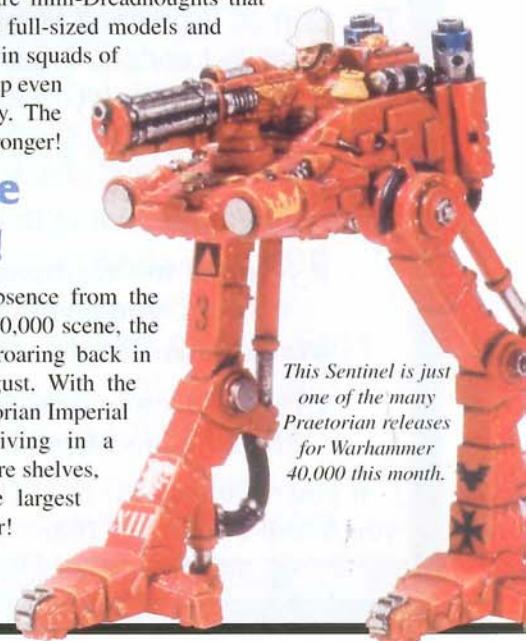 re mini-Dreadnoughts that
full-sized models and
in squads of
p even
y. The
onger!
e
!
bsence from the
0,000 scene, the
roaring back in
gust. With the
orian Imperial
iving in a
re shelves,
e largest
r!
This Sentinel is just
one of the many
Praetorian releases
for Warhammer
40,000 this month.
3
XIII